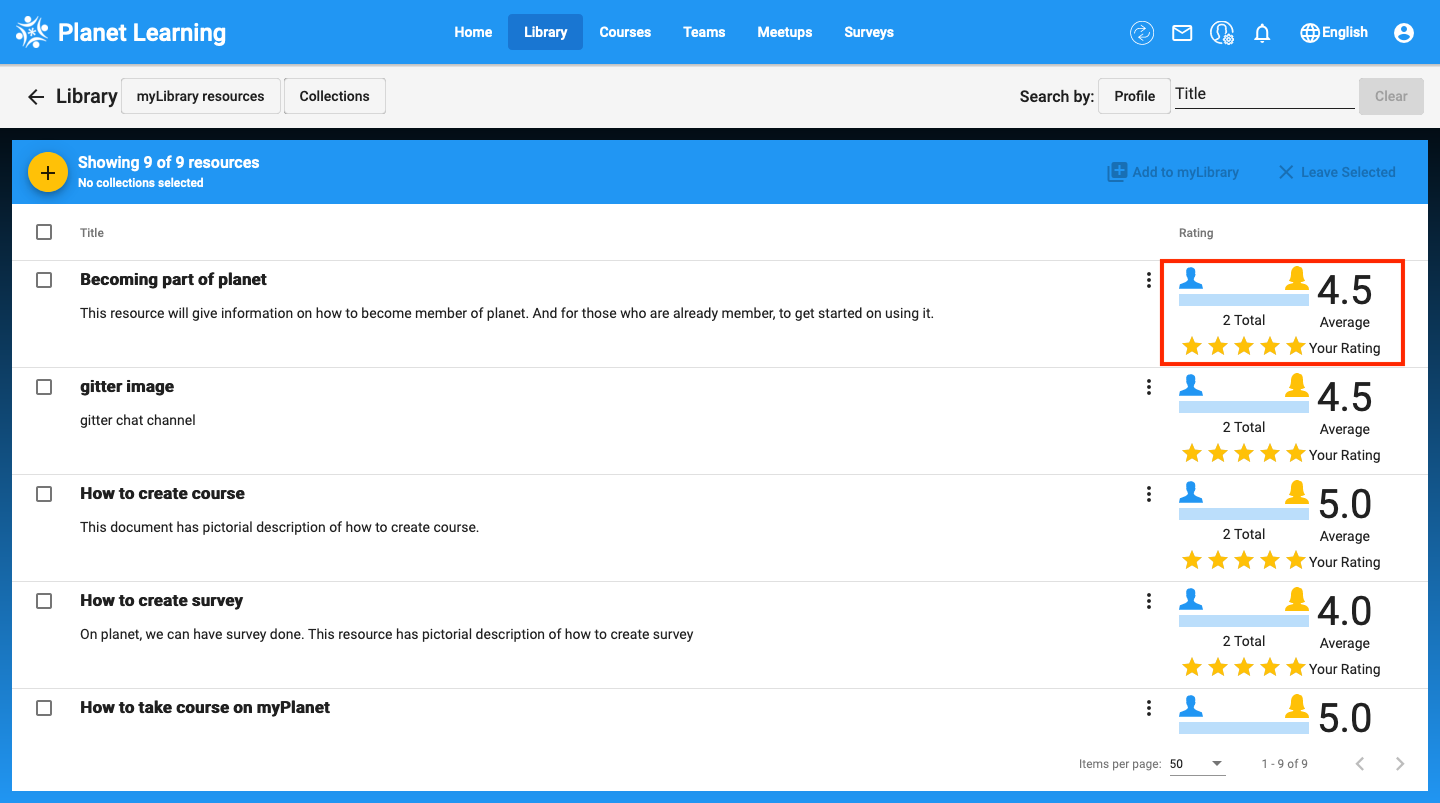 Planet Learning
Home Library Courses Teams Meetups Surveys English
Library myLibrary resources Collections Search by: Profile Title Clear
Showing 9 of 9 resources
No collections selected
Add to myLibrary Leave Selected
Title Rating
Becoming part of planet
This resource will give information on how to become member of planet. And for those who are already member, to get started on using it.
4.5
2 Total Average
Your Rating
gitter image
gitter chat channel
4.5
2 Total Average
Your Rating
How to create course
This document has pictorial description of how to create course.
5.0
2 Total Average
Your Rating
How to create survey
On planet, we can have survey done. This resource has pictorial description of how to create survey
4.0
2 Total Average
Your Rating
How to take course on myPlanet
5.0
Items per page: 50 1 - 9 of 9